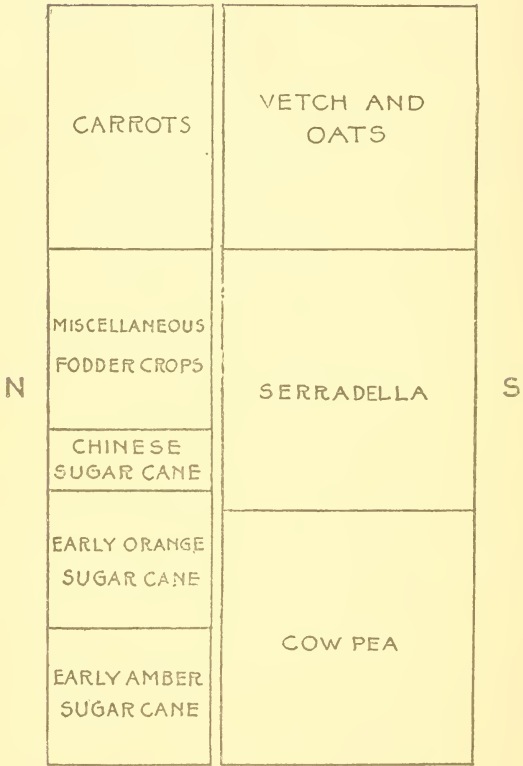 CARROTS
VETCH AND
OATS
MISCELLANEOUS
FODDER CROPS
N
SERRADELLA
S
CHINESE
SUGAR CANE
EARLY ORANGE
SUGAR CANE
COW PEA
EARLY AMBER
SUGAR CANE